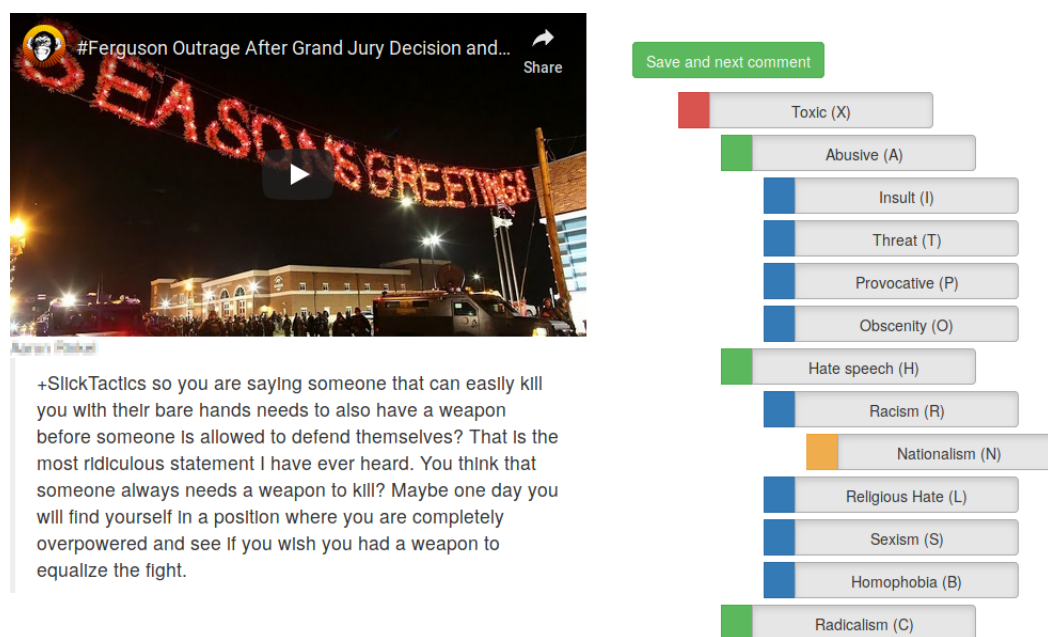 #Ferguson Outrage After Grand Jury Decision and...
Share
SEASONS GREETINGS
+SlickTactics so you are saying someone that can easily kill
you with their bare hands needs to also have a weapon
before someone is allowed to defend themselves? That is the
most ridiculous statement I have ever heard. You think that
someone always needs a weapon to kill? Maybe one day you
will find yourself in a position where you are completely
overpowered and see if you wish you had a weapon to
equalize the fight.
Save and next comment
Toxic (X)
Abusive (A)
Insult (I)
Threat (T)
Provocative (P)
Obscenity (O)
Hate speech (H)
Racism (R)
Nationalism (N)
Religious Hate (L)
Sexism (S)
Homophobia (B)
Radicalism (C)